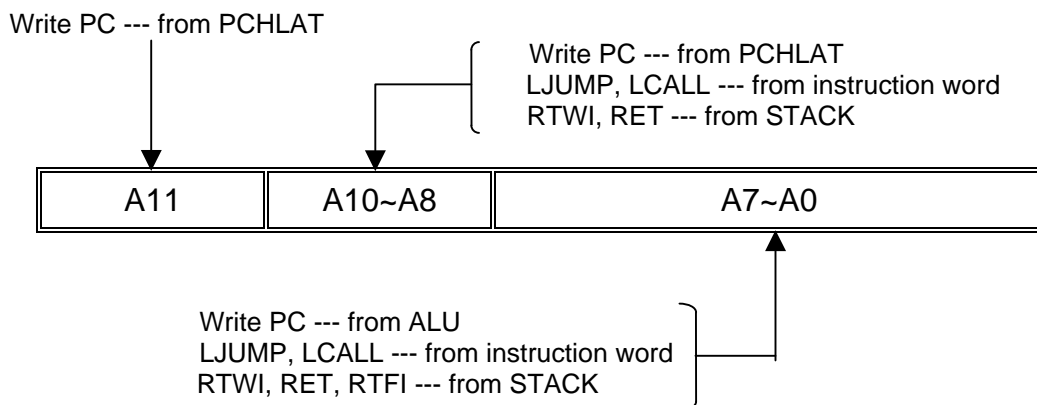 Write PC --- from PCHLAT
Write PC --- from PCHLAT
LJUMP, LCALL --- from instruction word
RTWI, RET --- from STACK
A11 A10~A8 A7~A0
Write PC --- from ALU
LJUMP, LCALL --- from instruction word
RTWI, RET, RTFI --- from STACK